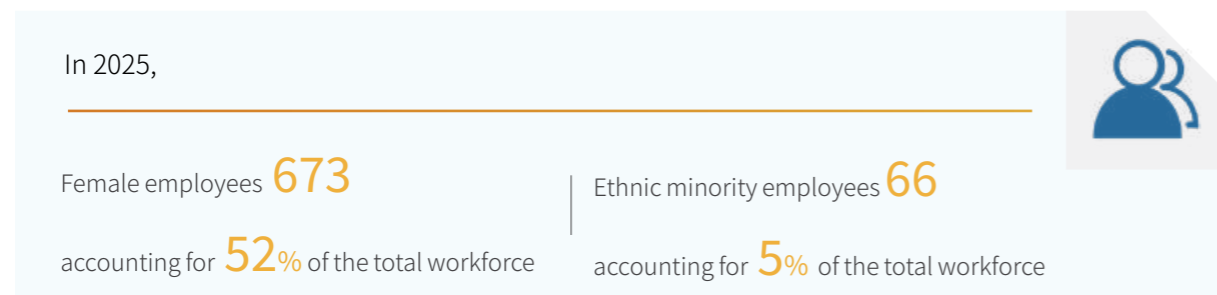 In 2025,
Female employees 673
accounting for 52% of the total workforce
Ethnic minority employees 66
accounting for 5% of the total workforce